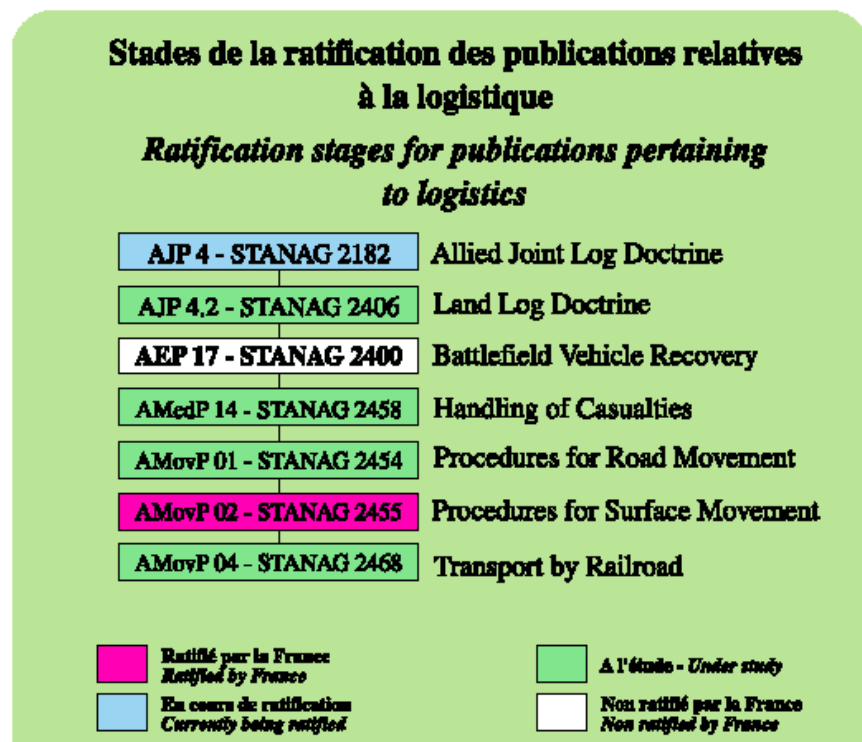 Stades de la ratification des publications relatives
à la logistique
Ratification stages for publications pertaining
to logistics
AJP 4 - STANAG 2182 Allied Joint Log Doctrine
AJP 4.2 - STANAG 2406 Land Log Doctrine
AEP 17 - STANAG 2400 Battlefield Vehicle Recovery
AMedP 14 - STANAG 2458 Handling of Casualties
AMovP 01 - STANAG 2454 Procedures for Road Movement
AMovP 02 - STANAG 2455 Procedures for Surface Movement
AMovP 04 - STANAG 2468 Transport by Railroad
Ratifié par la France
Ratified by France
A l'étude - Under study
En cours de ratification
Currently being ratified
Non ratifié par la France
Non ratified by France